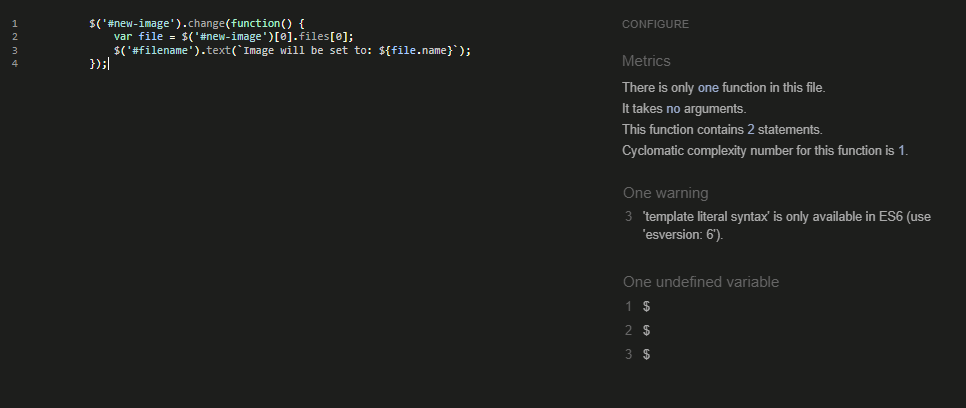 1 $('#new-image').change(function() {
2 var file = $('#new-image')[0].files[0];
3 $('#filename').text(`Image will be set to: ${file.name}`);
4 });
CONFIGURE
Metrics
There is only one function in this file.
It takes no arguments.
This function contains 2 statements.
Cyclomatic complexity number for this function is 1.
One warning
3 'template literal syntax' is only available in ES6 (use
'esversion: 6').
One undefined variable
1 $
2 $
3 $